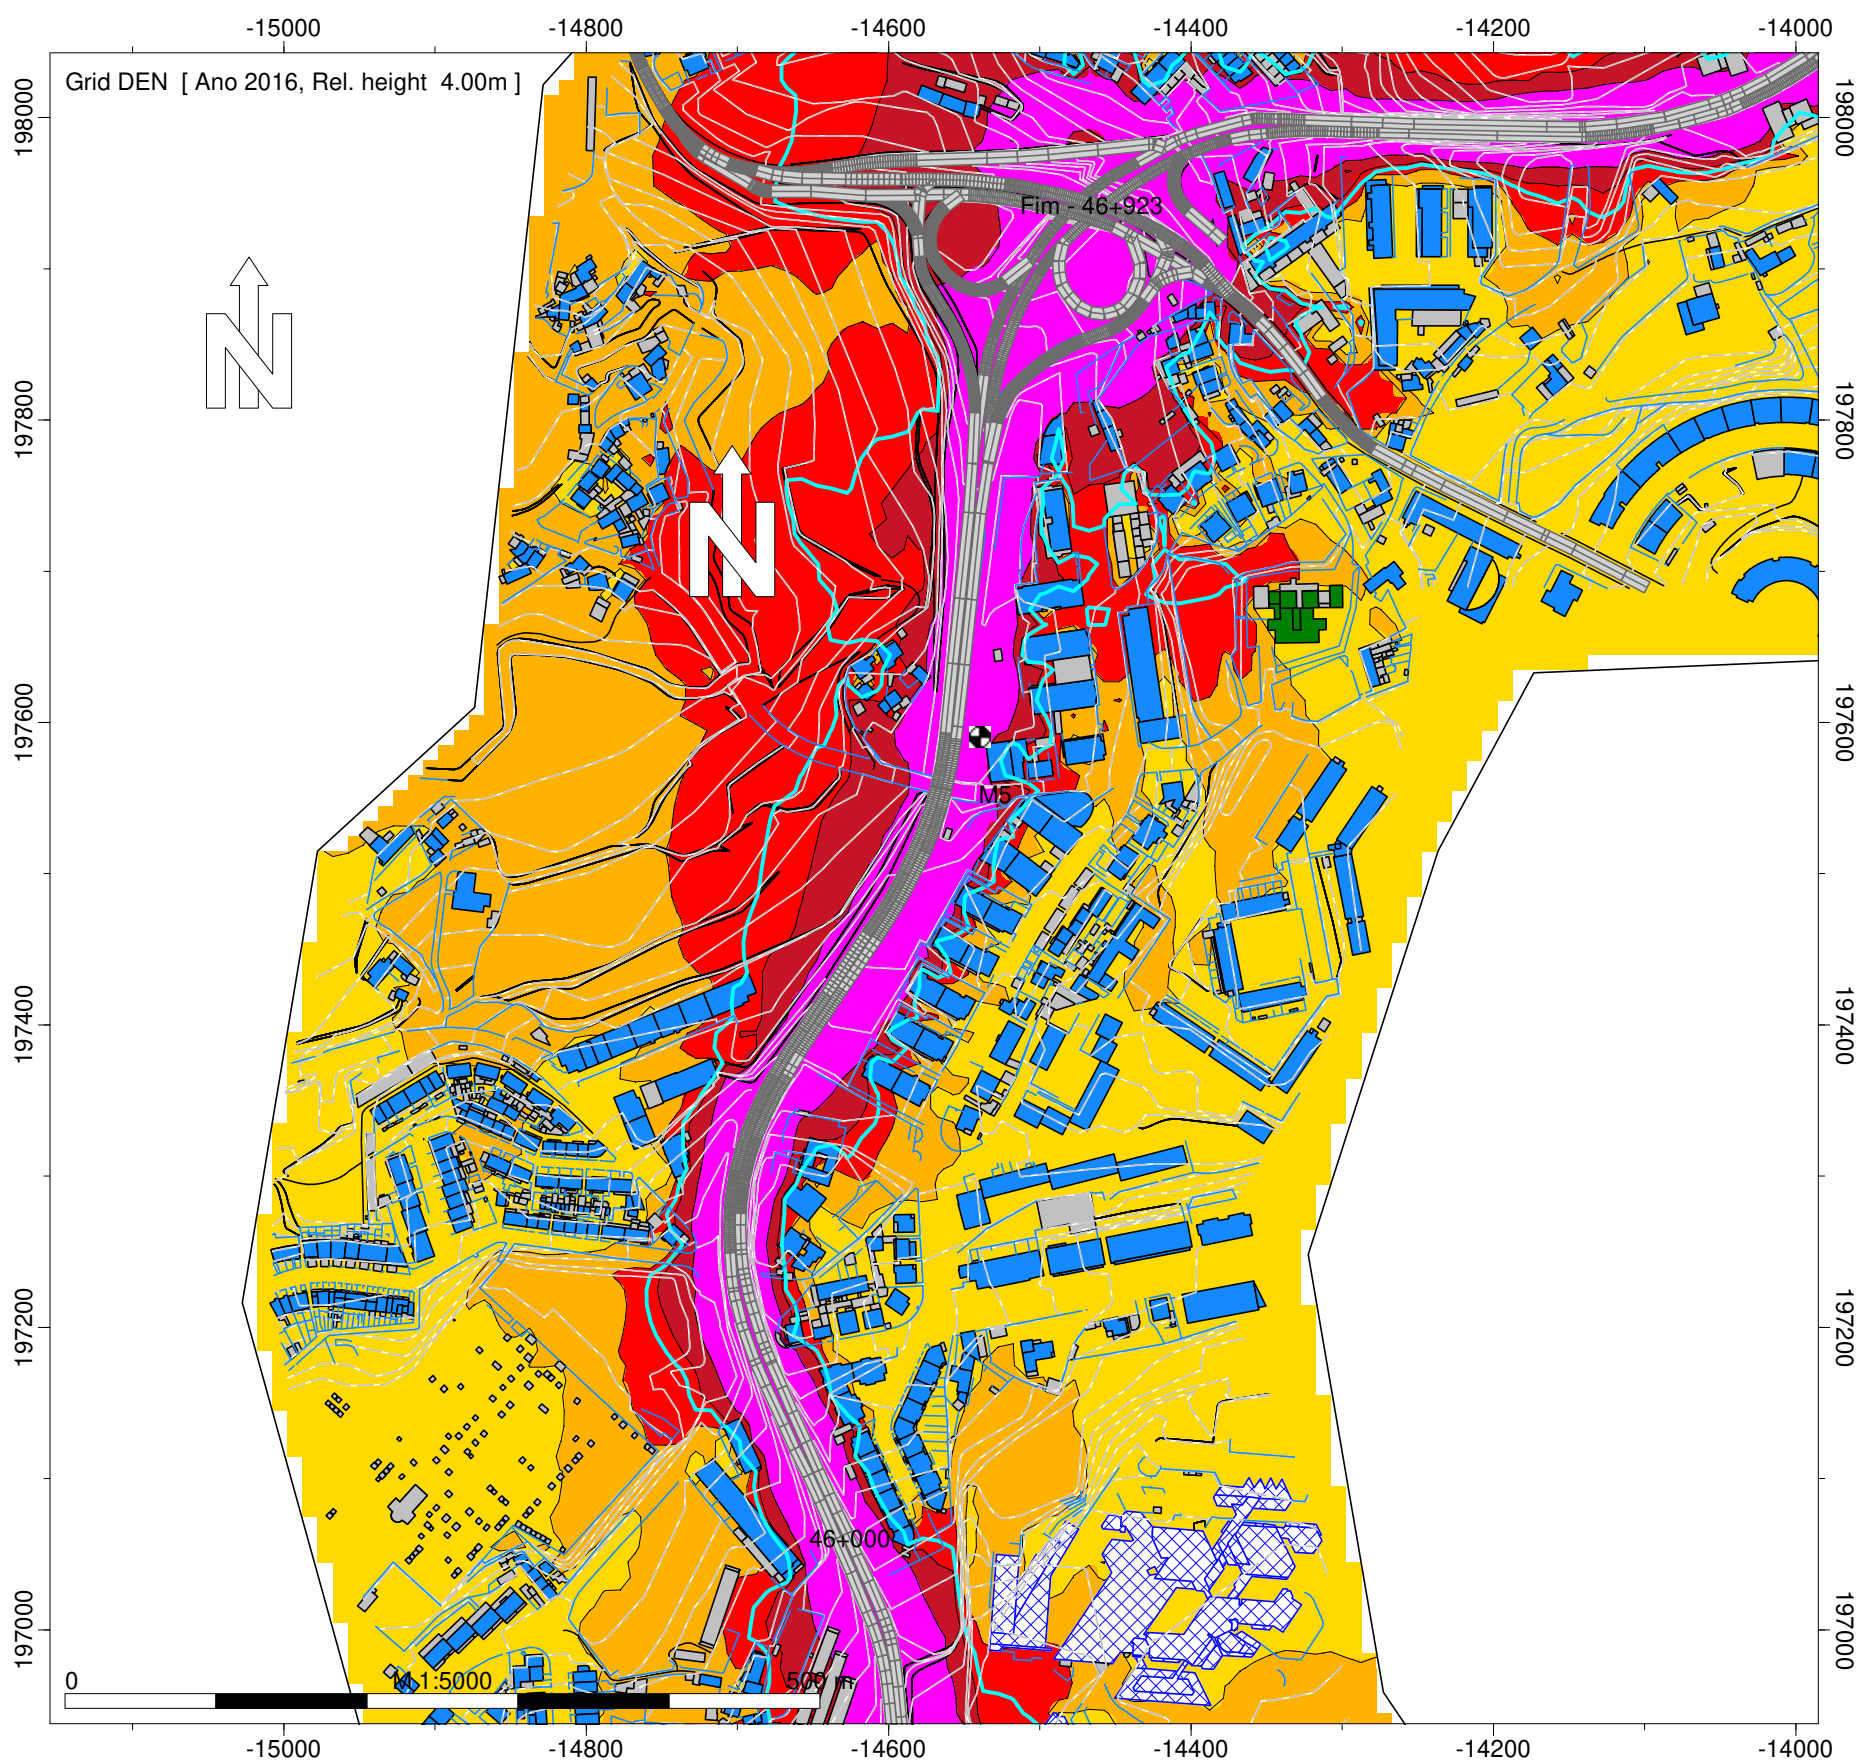 -15000 -14800 -14600 -14400 -14200 -14000
Grid DEN [ Ano 2016, Rel. height 4.00m ]
198000 198000
Fim - 46+923
N
197800 197800
N
197600 197600
M5
197400 197400
197200 197200
46+000
197000 197000
0 M 1:5000 500 m
-15000 -14800 -14600 -14400 -14200 -14000